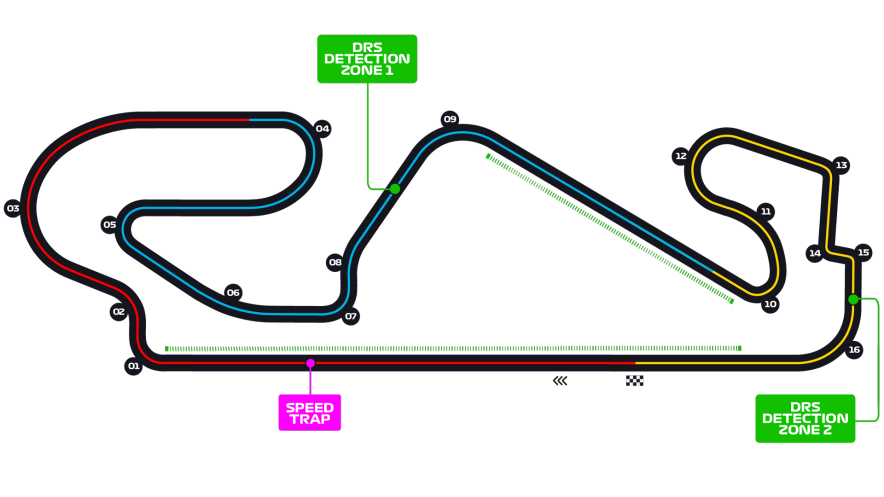 DRS
DETECTION
ZONE 1
09
04
12
13
03
11
05
14
15
08
06
10
02
07
16
01
SPEED
TRAP
DRS
DETECTION
ZONE 2